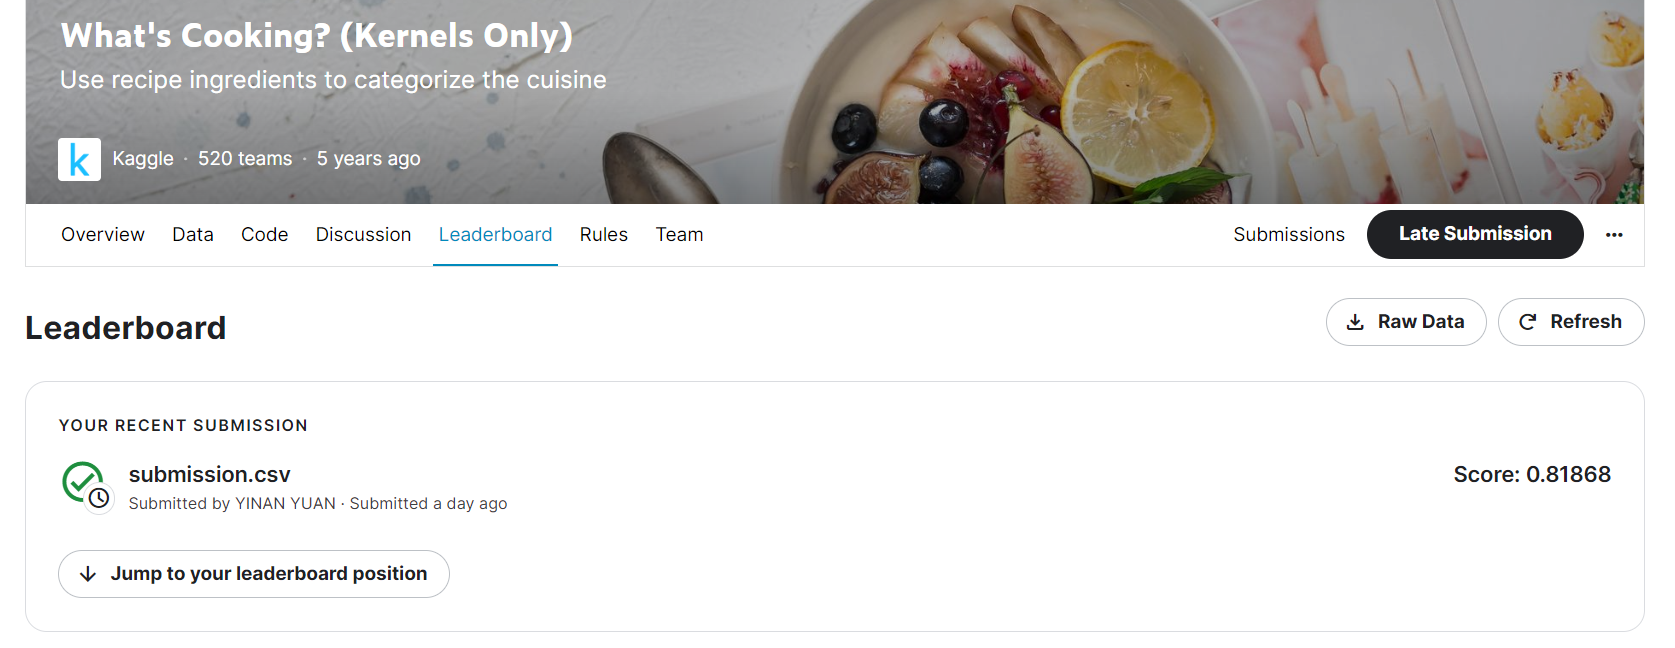 What's Cooking? (Kernels Only)
Use recipe ingredients to categorize the cuisine
k
Kaggle · 520 teams · 5 years ago
Overview Data Code Discussion Leaderboard Rules Team Submissions Late Submission ...
Leaderboard
Raw Data Refresh
YOUR RECENT SUBMISSION
submission.csv Score: 0.81868
Submitted by YINAN YUAN · Submitted a day ago
Jump to your leaderboard position